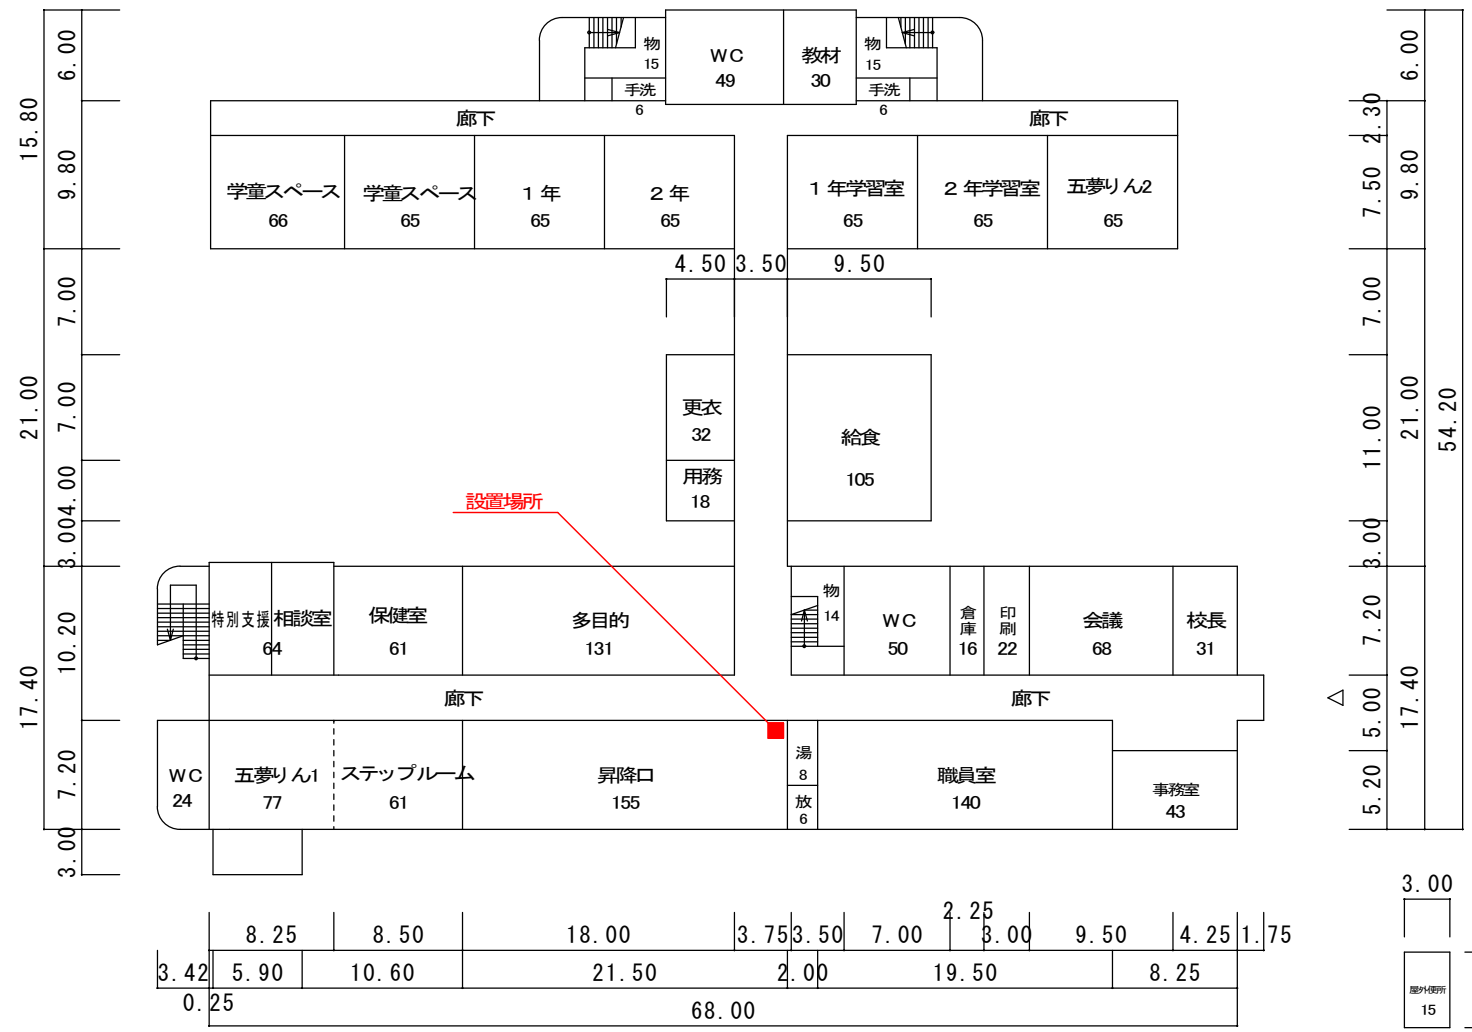 物
15
WC
49
教材
30
物
15
手洗
6
手洗
6
廊下
廊下
学童スペース
66
学童スペース
65
1 年
65
2 年
65
1 年学習室
65
2 年学習室
65
五夢りん2
65
4.50
3.50
9.50
更衣
32
用務
18
給食
105
設置場所
特別支援
相談室
64
保健室
61
多目的
131
物
14
WC
50
倉庫
16
印刷
22
会議
68
校長
31
廊下
廊下
WC
24
五夢りん1
77
ステップルーム
61
昇降口
155
湯
8
放
6
職員室
140
事務室
43
15.80
21.00
17.40
6.00
9.80
7.00
7.00
4.00
3.00
10.20
7.20
3.00
2.30
7.50
7.00
11.00
3.00
7.20
5.00
5.20
6.00
9.80
21.00
17.40
54.20
8.25
8.50
18.00
3.75
3.50
7.00
2.25
3.00
9.50
4.25
1.75
3.42
5.90
10.60
21.50
2.00
19.50
8.25
0.25
68.00
3.00
屋外便所
15